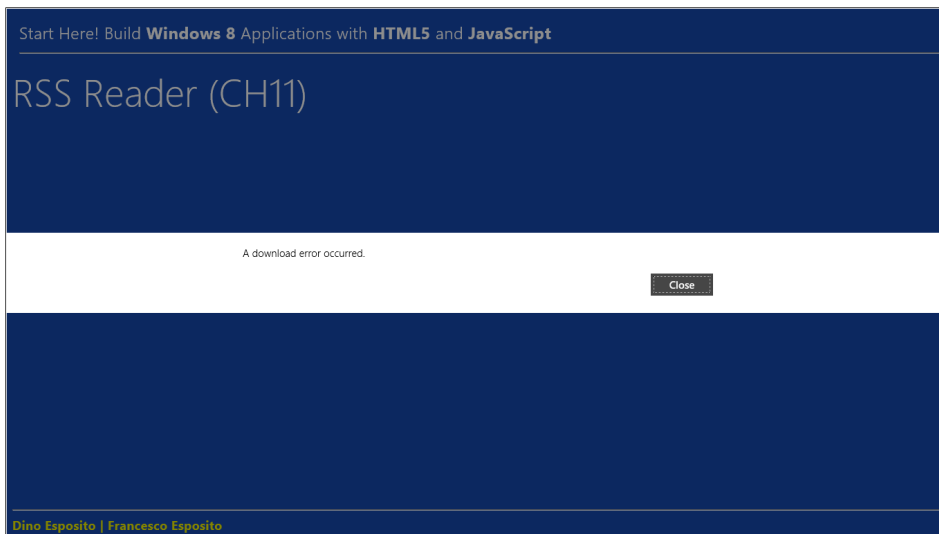 Start Here! Build Windows 8 Applications with HTML5 and JavaScript
RSS Reader (CH11)
A download error occurred.
Close
Dino Esposito | Francesco Esposito